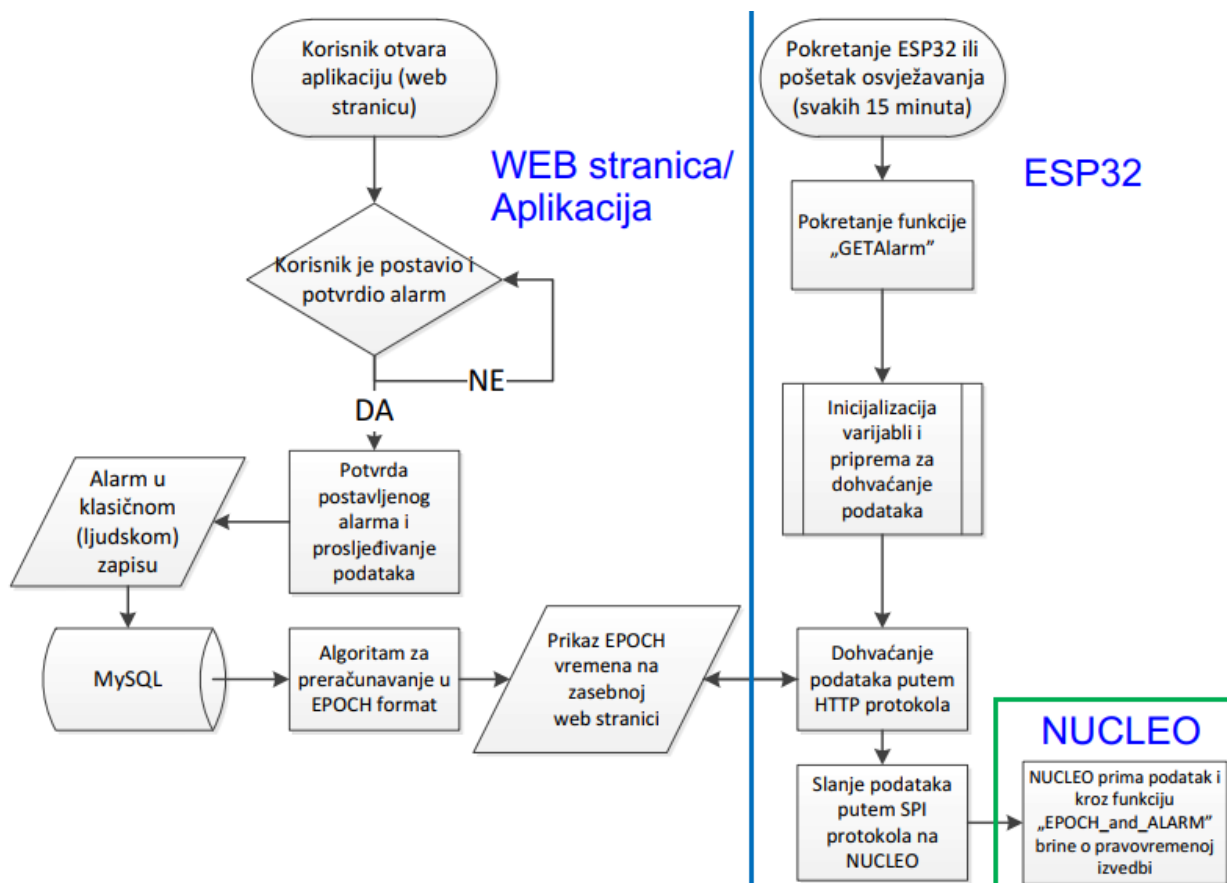 Korisnik otvara
aplikaciju (web
stranicu)
WEB stranica/
Aplikacija
Korisnik je postavio i
potvrdio alarm
NE
DA
Potvrda
postavljenog
alarma i
prosljeđivanje
podataka
Alarm u
klasičnom
(ljudskom)
zapisu
MySQL
Algoritam za
preračunavanje u
EPOCH format
Prikaz EPOCH
vremena na
zasebnoj
web stranici
Pokretanje ESP32 ili
pošetak osvježavanja
(svakih 15 minuta)
ESP32
Pokretanje funkcije
„GETAlarm”
Inicijalizacija
varijabli i
priprema za
dohvaćanje
podataka
Dohvaćanje
podataka putem
HTTP protokola
Slanje podataka
putem SPI
protokola na
NUCLEO
NUCLEO
NUCLEO prima podatak i
kroz funkciju
„EPOCH_and_ALARM”
brine o pravovremenoj
izvedbi